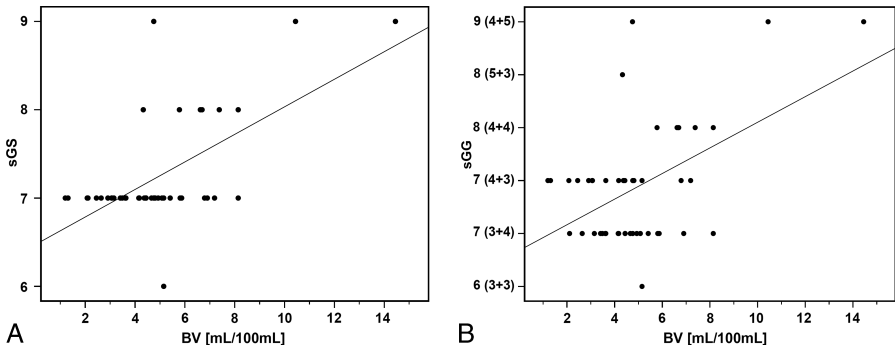 9
8
7
6
sGS
2 4 6 8 10 12 14
BV [mL/100mL]
A
9 (4+5)
8 (5+3)
8 (4+4)
7 (4+3)
7 (3+4)
6 (3+3)
sGG
2 4 6 8 10 12 14
BV [mL/100mL]
B